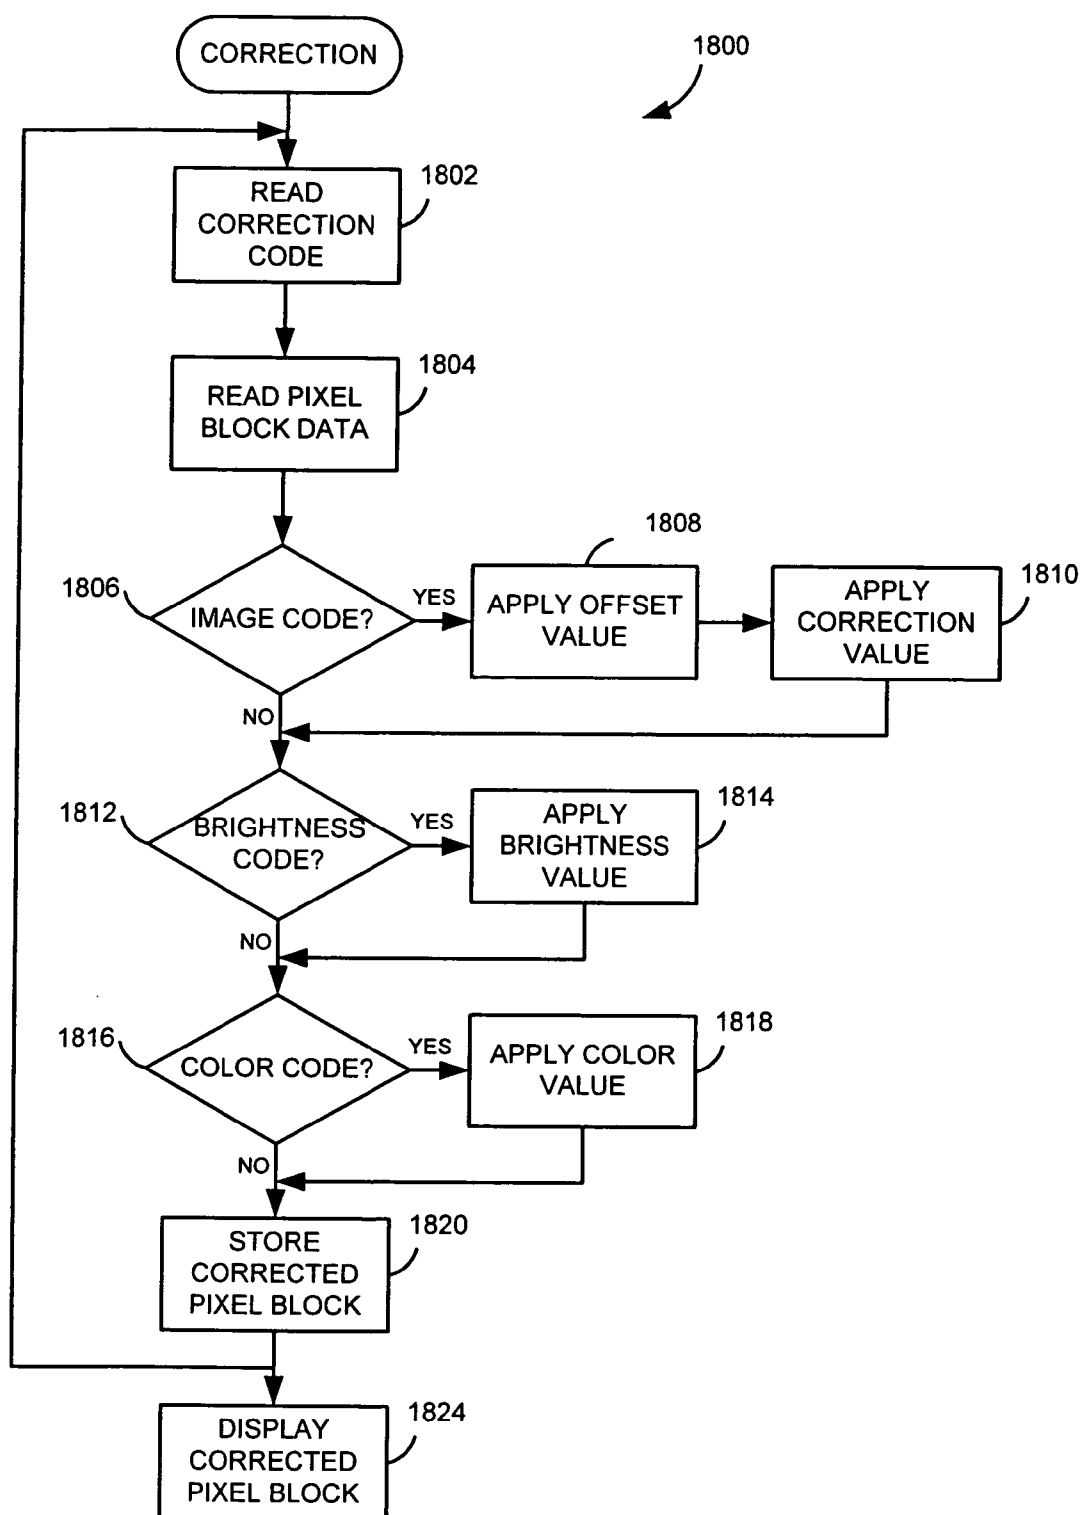 CORRECTION
1800
1802
READ
CORRECTION
CODE
1804
READ PIXEL
BLOCK DATA
1806
IMAGE CODE?
YES
1808
APPLY OFFSET
VALUE
1810
APPLY
CORRECTION
VALUE
NO
1812
BRIGHTNESS
CODE?
YES
1814
APPLY
BRIGHTNESS
VALUE
NO
1816
COLOR CODE?
YES
1818
APPLY COLOR
VALUE
NO
1820
STORE
CORRECTED
PIXEL BLOCK
1824
DISPLAY
CORRECTED
PIXEL BLOCK